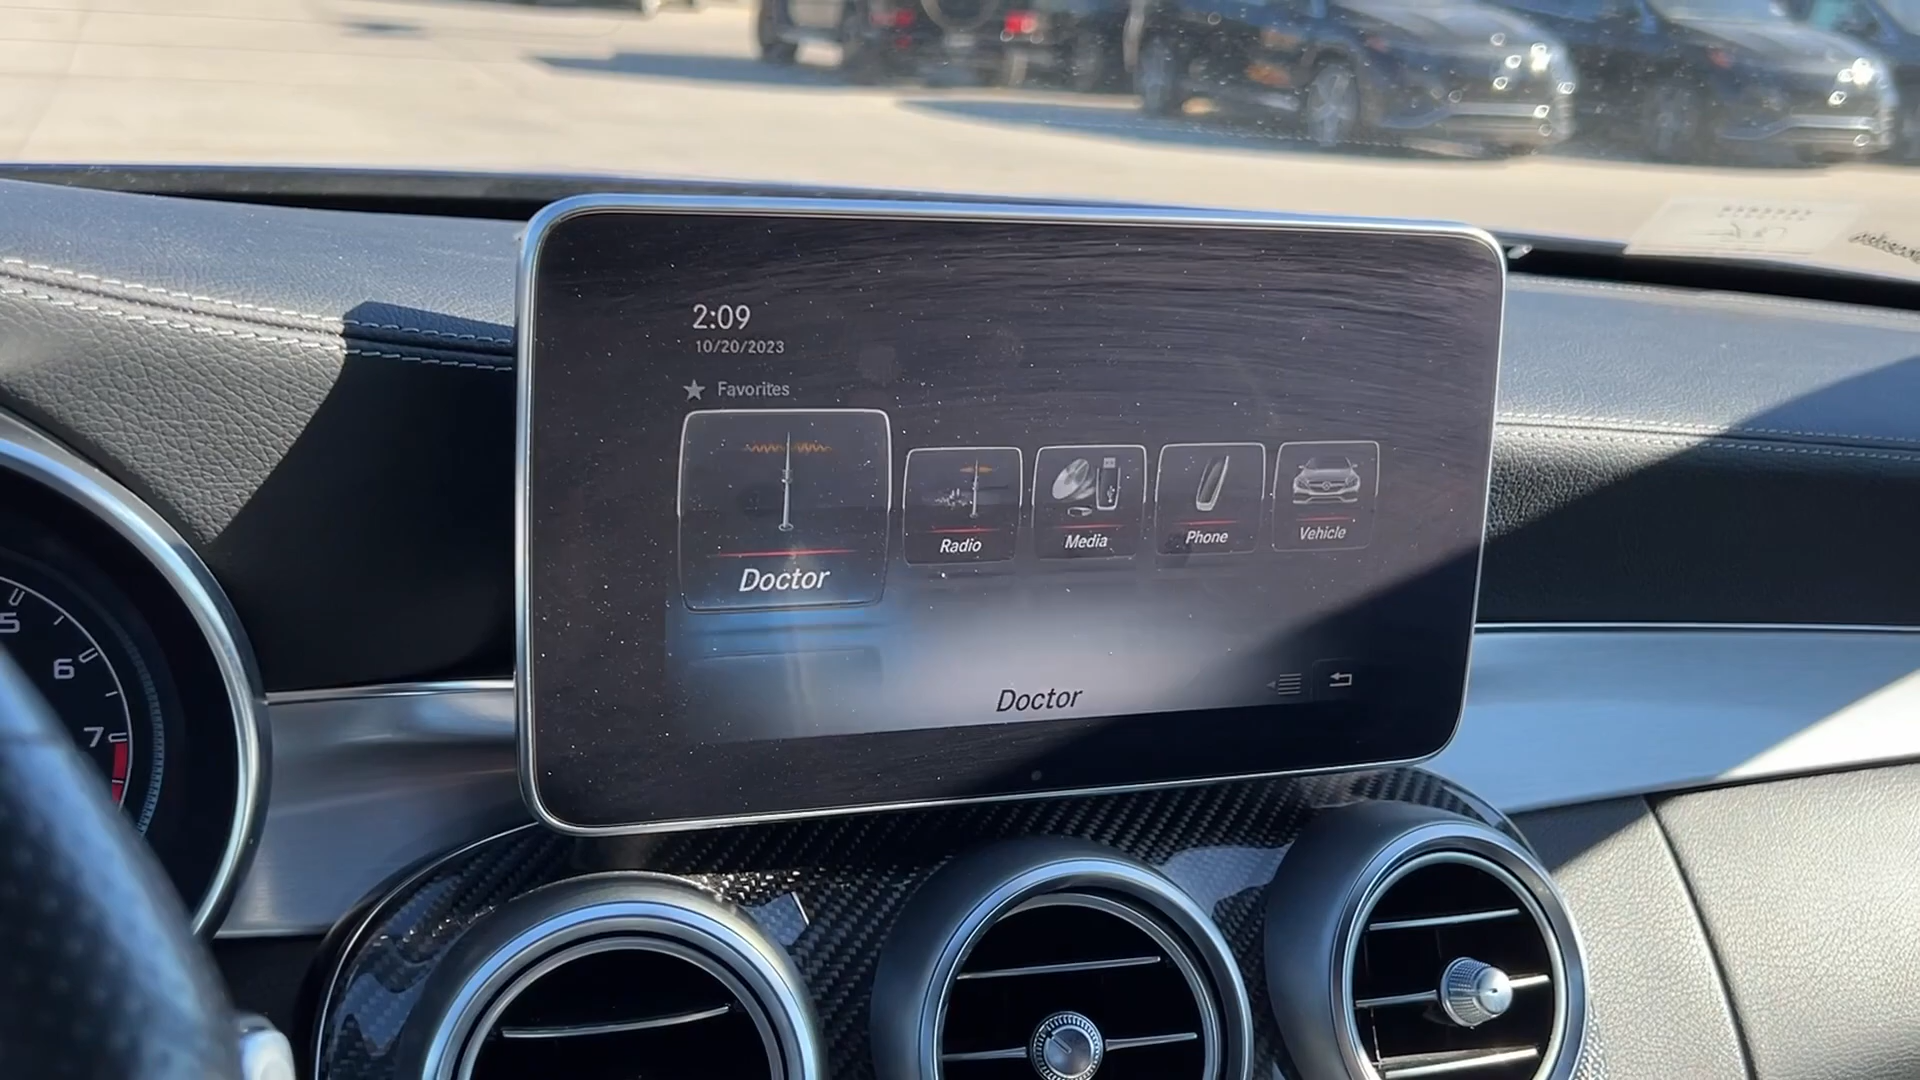 2:09
10/20/2023
Favorites
Doctor
Radio
Media
Phone
Vehicle
Doctor
5
6
7